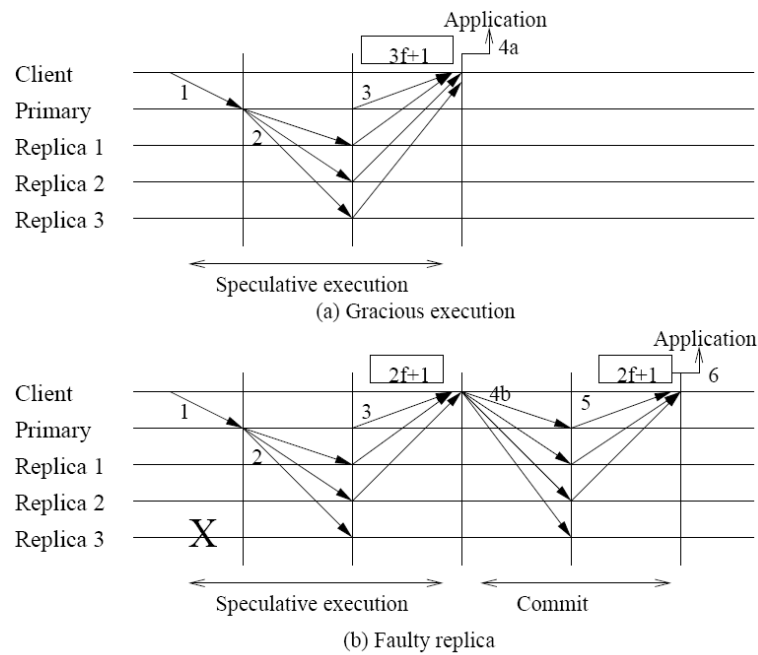 Application
3f+1
4a
Client
1
3
Primary
2
Replica 1
Replica 2
Replica 3
Speculative execution
(a) Gracious execution
Application
2f+1
2f+1
6
Client
1
3
4b
5
Primary
2
Replica 1
Replica 2
Replica 3
X
Speculative execution
Commit
(b) Faulty replica